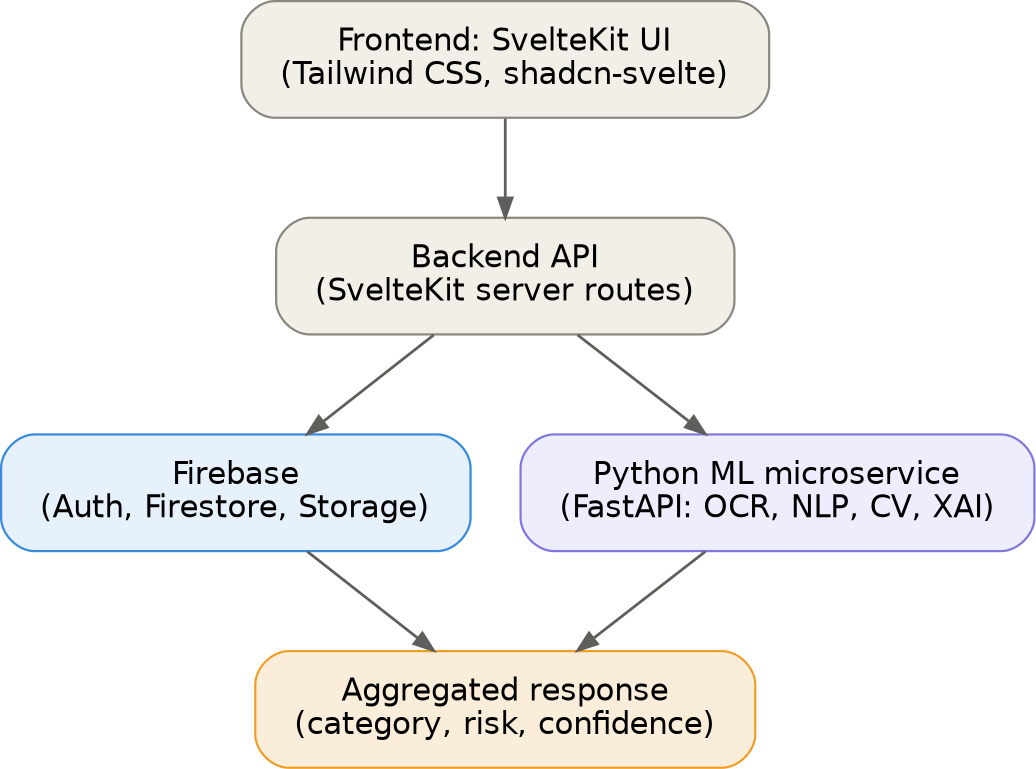 Frontend: SvelteKit UI
(Tailwind CSS, shadcn-svelte)
Backend API
(SvelteKit server routes)
Firebase
(Auth, Firestore, Storage)
Python ML microservice
(FastAPI: OCR, NLP, CV, XAI)
Aggregated response
(category, risk, confidence)